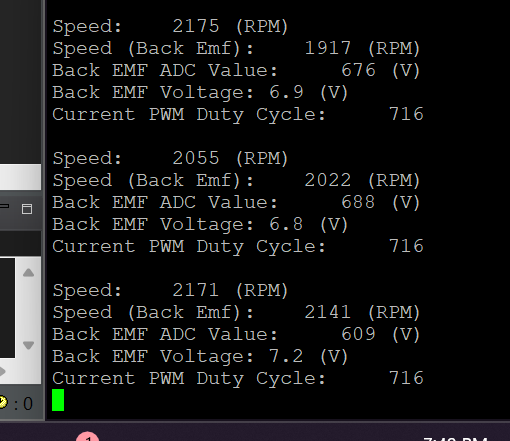 Speed:    2175 (RPM)
Speed (Back Emf):    1917 (RPM)
Back EMF ADC Value:     676 (V)
Back EMF Voltage: 6.9 (V)
Current PWM Duty Cycle:     716
Speed:    2055 (RPM)
Speed (Back Emf):    2022 (RPM)
Back EMF ADC Value:     688 (V)
Back EMF Voltage: 6.8 (V)
Current PWM Duty Cycle:     716
Speed:    2171 (RPM)
Speed (Back Emf):    2141 (RPM)
Back EMF ADC Value:     609 (V)
Back EMF Voltage: 7.2 (V)
Current PWM Duty Cycle:     716
: 0